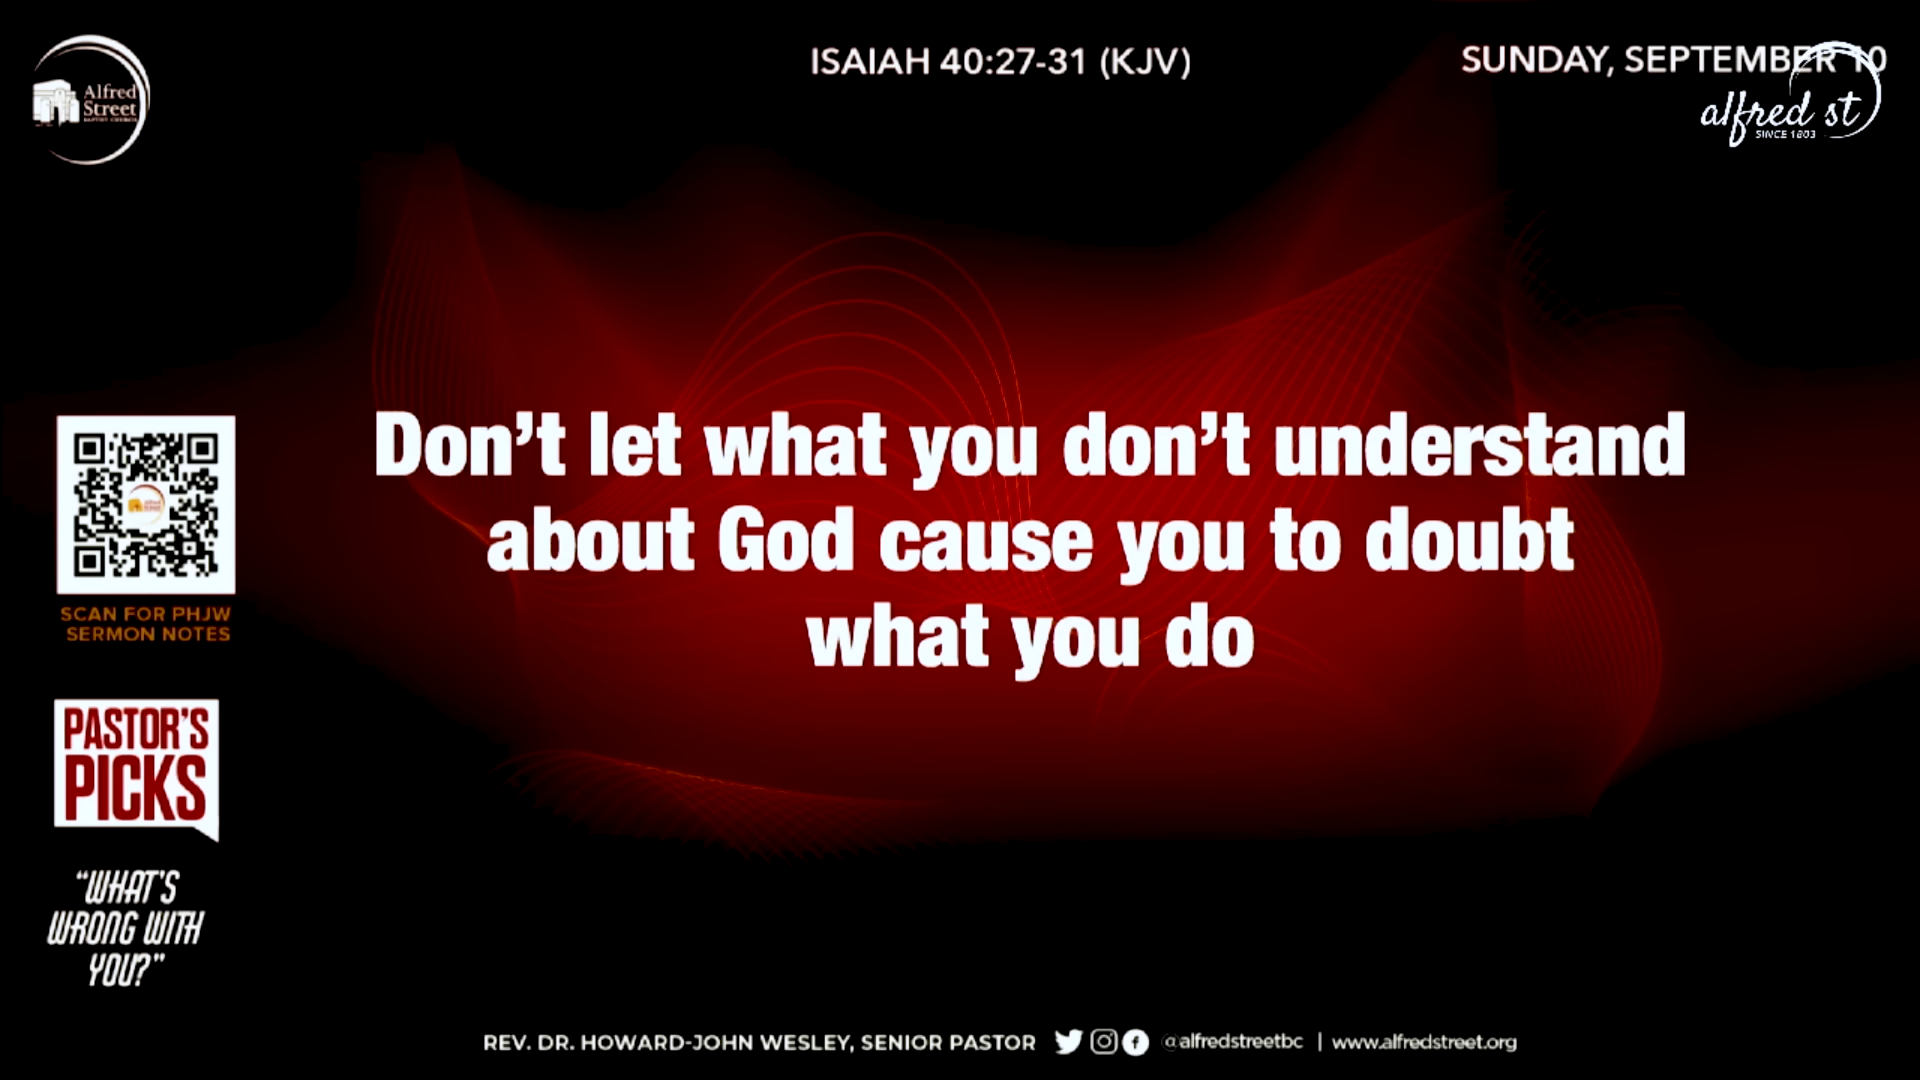 Alfred
Street
BAPTIST CHURCH
ISAIAH 40:27-31 (KJV)
SUNDAY, SEPTEMBER 10
alfred st
SINCE 1803
Don’t let what you don’t understand
about God cause you to doubt
what you do
SCAN FOR PHJW
SERMON NOTES
PASTOR'S
PICKS
“WHAT'S
WRONG WITH
YOU?”
REV. DR. HOWARD-JOHN WESLEY, SENIOR PASTOR @alfredstreetbc | www.alfredstreet.org